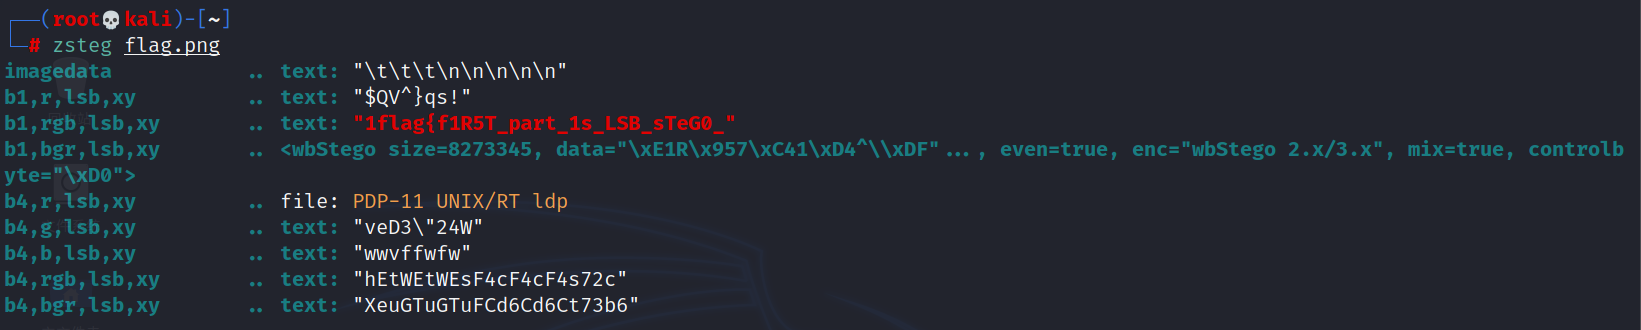 ┌──(root💀kali)-[~]
└─# zsteg flag.png
imagedata .. text: "\t\t\t\n\n\n\n\n"
b1,r,lsb,xy .. text: "$QV^}qs!"
b1,rgb,lsb,xy .. text: "1flag{f1R5T_part_1s_LSB_sTeG0_"
b1,bgr,lsb,xy .. <wbStego size=8273345, data="\xE1R\x957\xC41\xD4^\\xDF"..., even=true, enc="wbStego 2.x/3.x", mix=true, controlb
yte="\xD0">
b4,r,lsb,xy .. file: PDP-11 UNIX/RT ldp
b4,g,lsb,xy .. text: "veD3\"24W"
b4,b,lsb,xy .. text: "wwvffwfw"
b4,rgb,lsb,xy .. text: "hEtWEtWEsF4cF4cF4s72c"
b4,bgr,lsb,xy .. text: "XeuGTuGTuFCd6Cd6Ct73b6"